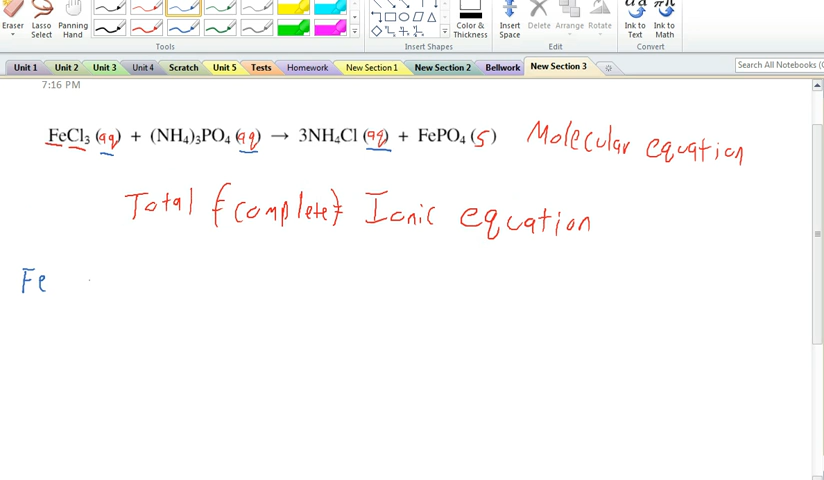 Eraser Lasso Select Panning Hand Color & Thickness Insert Space Delete Arrange Rotate Ink to Text Ink to Math
Tools Insert Shapes Edit Convert
Unit 1 Unit 2 Unit 3 Unit 4 Scratch Unit 5 Tests Homework New Section 1 New Section 2 Bellwork New Section 3 Search All Notebooks (C
7:16 PM
FeCl₃ (aq) + (NH₄)₃PO₄ (aq) → 3NH₄Cl (aq) + FePO₄ (s) Molecular equation
Total (complete) Ionic equation
Fe